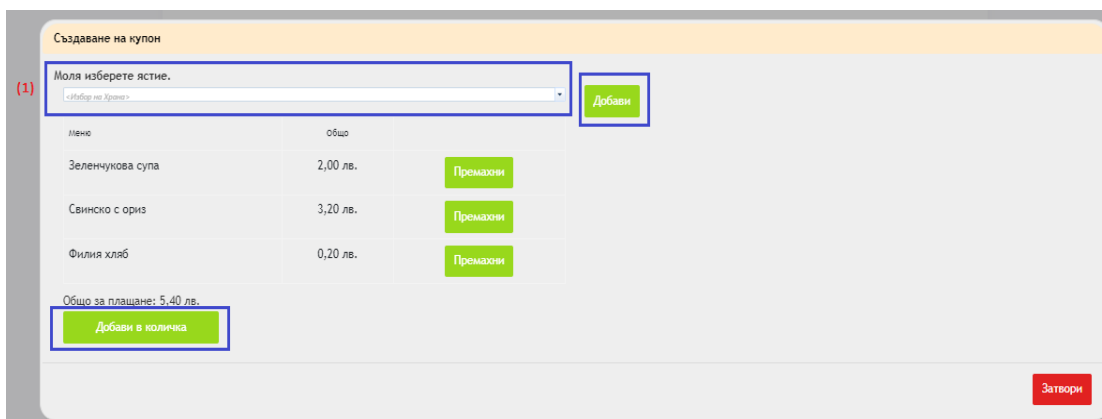 Създаване на купон
(1)
Моля изберете ястие.
<Избор на Храна>
Добави
Меню Общо
Зеленчукова супа 2,00 лв. Премахни
Свинско с ориз 3,20 лв. Премахни
Филия хляб 0,20 лв. Премахни
Общо за плащане: 5,40 лв.
Добави в количка
Затвори